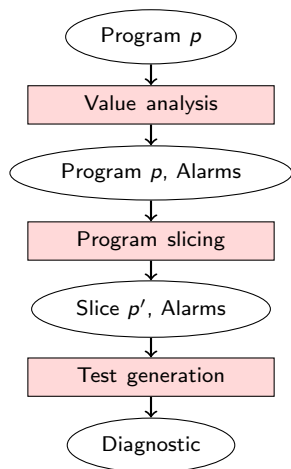 Program p
Value analysis
Program p, Alarms
Program slicing
Slice p′, Alarms
Test generation
Diagnostic